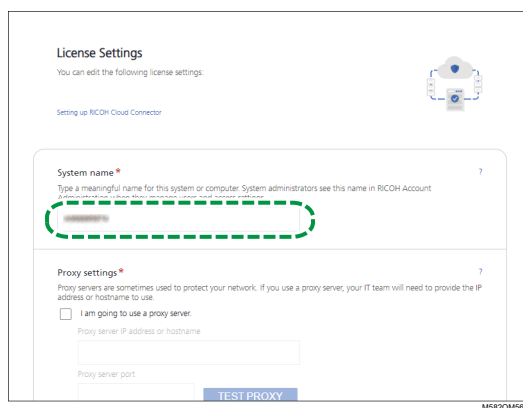 License Settings
You can edit the following license settings:
Setting up RICOH Cloud Connector
System name *
?
Type a meaningful name for this system or computer. System administrators see this name in RICOH Account
Administration when they manage users and access settings.
Proxy settings *
?
Proxy servers are sometimes used to protect your network. If you use a proxy server, your IT team will need to provide the IP
address or hostname to use.
I am going to use a proxy server.
Proxy server IP address or hostname
Proxy server port
TEST PROXY